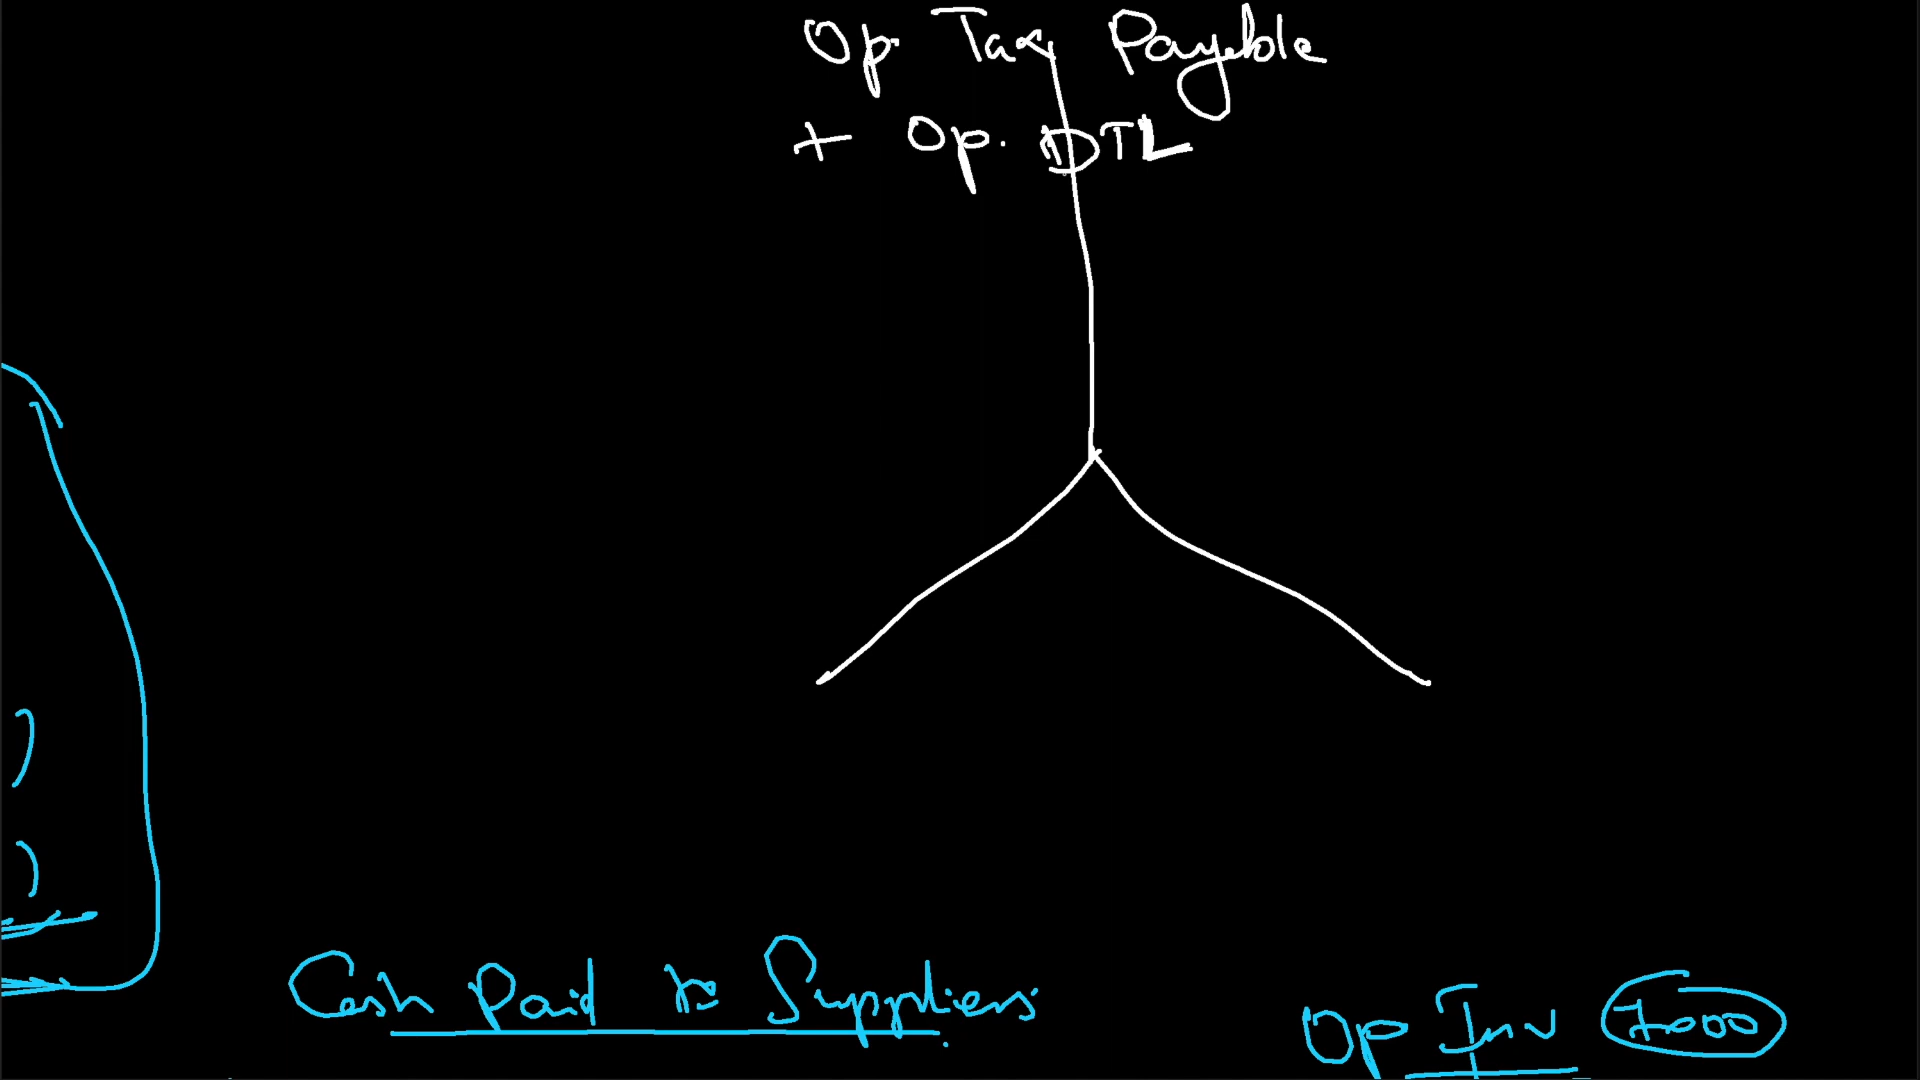 Op Tax Payable
+ Op. DTL
Cash Paid to Suppliers
Op Inv 7000